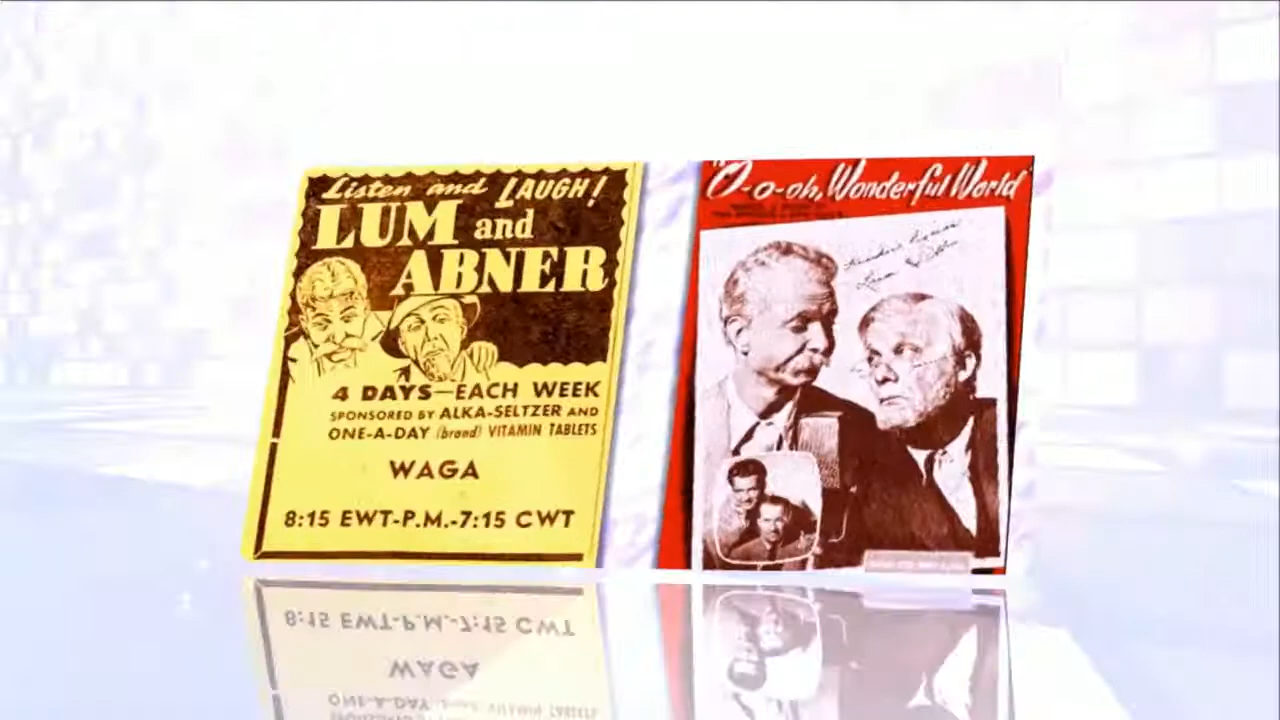 Listen and LAUGH!
LUM and
ABNER
4 DAYS—EACH WEEK
SPONSORED BY ALKA-SELTZER AND
ONE-A-DAY (brand) VITAMIN TABLETS
WAGA
8:15 EWT-P.M.-7:15 CWT
"O-o-oh, Wonderful World"